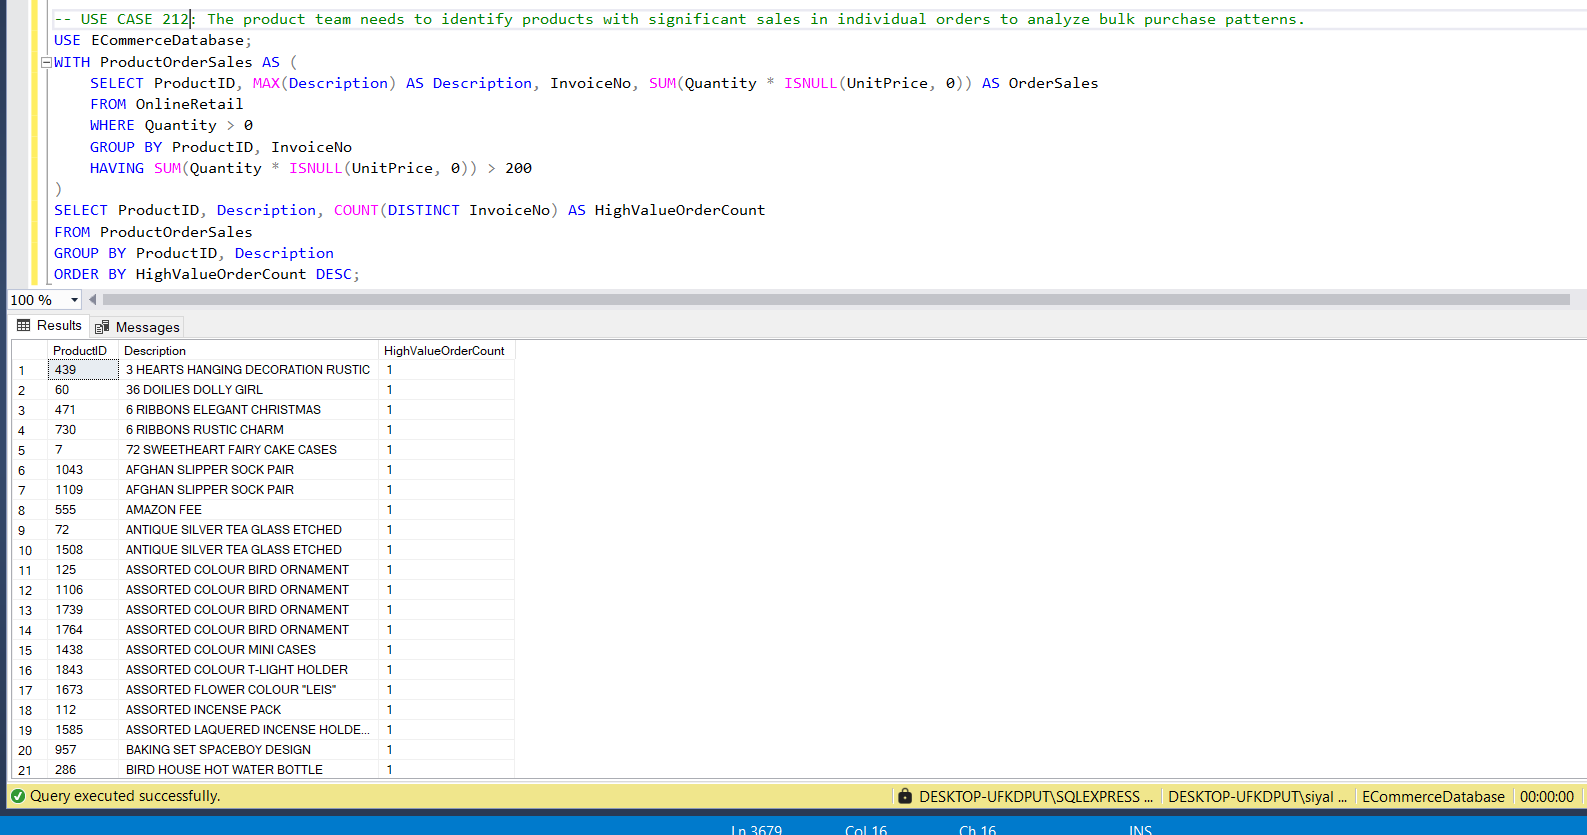 -- USE CASE 212: The product team needs to identify products with significant sales in individual orders to analyze bulk purchase patterns.
USE ECommerceDatabase;
WITH ProductOrderSales AS (
SELECT ProductID, MAX(Description) AS Description, InvoiceNo, SUM(Quantity * ISNULL(UnitPrice, 0)) AS OrderSales
FROM OnlineRetail
WHERE Quantity > 0
GROUP BY ProductID, InvoiceNo
HAVING SUM(Quantity * ISNULL(UnitPrice, 0)) > 200
)
SELECT ProductID, Description, COUNT(DISTINCT InvoiceNo) AS HighValueOrderCount
FROM ProductOrderSales
GROUP BY ProductID, Description
ORDER BY HighValueOrderCount DESC;
100 %
Results Messages
ProductID Description HighValueOrderCount
1 439 3 HEARTS HANGING DECORATION RUSTIC 1
2 60 36 DOILIES DOLLY GIRL 1
3 471 6 RIBBONS ELEGANT CHRISTMAS 1
4 730 6 RIBBONS RUSTIC CHARM 1
5 7 72 SWEETHEART FAIRY CAKE CASES 1
6 1043 AFGHAN SLIPPER SOCK PAIR 1
7 1109 AFGHAN SLIPPER SOCK PAIR 1
8 555 AMAZON FEE 1
9 72 ANTIQUE SILVER TEA GLASS ETCHED 1
10 1508 ANTIQUE SILVER TEA GLASS ETCHED 1
11 125 ASSORTED COLOUR BIRD ORNAMENT 1
12 1106 ASSORTED COLOUR BIRD ORNAMENT 1
13 1739 ASSORTED COLOUR BIRD ORNAMENT 1
14 1764 ASSORTED COLOUR BIRD ORNAMENT 1
15 1438 ASSORTED COLOUR MINI CASES 1
16 1843 ASSORTED COLOUR T-LIGHT HOLDER 1
17 1673 ASSORTED FLOWER COLOUR "LEIS" 1
18 112 ASSORTED INCENSE PACK 1
19 1585 ASSORTED LAQUERED INCENSE HOLDE... 1
20 957 BAKING SET SPACEBOY DESIGN 1
21 286 BIRD HOUSE HOT WATER BOTTLE 1
Query executed successfully. DESKTOP-UFKDPUT\SQLEXPRESS ... DESKTOP-UFKDPUT\siyal ... ECommerceDatabase 00:00:00
Ln 3679 Col 16 Ch 16 INS